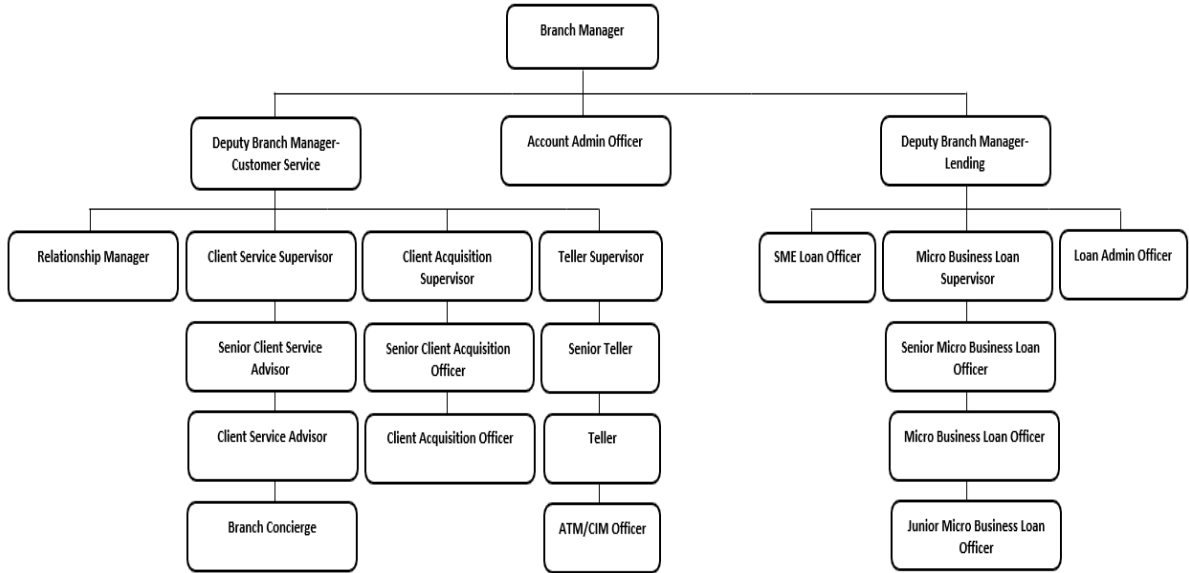 Branch Manager
Deputy Branch Manager-
Customer Service
Account Admin Officer
Deputy Branch Manager-
Lending
Relationship Manager
Client Service Supervisor
Client Acquisition
Supervisor
Teller Supervisor
SME Loan Officer
Micro Business Loan
Supervisor
Loan Admin Officer
Senior Client Service
Advisor
Senior Client Acquisition
Officer
Senior Teller
Senior Micro Business Loan
Officer
Client Service Advisor
Client Acquisition Officer
Teller
Micro Business Loan Officer
Branch Concierge
ATM/CIM Officer
Junior Micro Business Loan
Officer